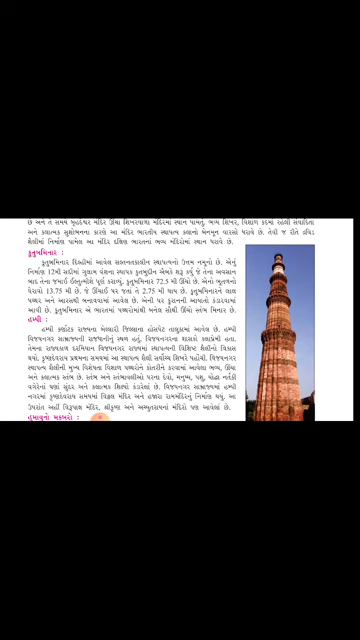 છે અને તે સમયે બૃહદેશ્વર મંદિર ઊંચા શિખરવાળા મંદિરમાં સ્થાન પામતું. ભવ્ય શિખર, વિશાળ કદમાં રહેલી સંવાદિતા
અને કલાત્મક સુશોભનના કારણે આ મંદિર ભારતીય સ્થાપત્ય કલાનો બેનમૂન વારસો ધરાવે છે. તેવી જ રીતે દ્રવિડ
શૈલીમાં નિર્માણ પામેલ આ મંદિર દક્ષિણ ભારતનાં ભવ્ય મંદિરોમાં સ્થાન ધરાવે છે.
કુતુબમિનાર :
કુતુબમિનાર દિલ્હીમાં આવેલ સલ્તનતકાલીન સ્થાપત્યનો ઉત્તમ નમૂનો છે. એનું
નિર્માણ 12મી સદીમાં ગુલામ વંશના સ્થાપક કુતબુદ્દીન ઐબકે શરૂ કર્યું જે તેના અવસાન
બાદ તેના જમાઈ ઇલ્તુત્મીશે પૂર્ણ કરાવ્યું. કુતુબમિનાર 72.5 મી ઊંચો છે. એનો ભૂતળનો
ઘેરાવો 13.75 મી છે. જે ઊંચાઈ પર જતાં તે 2.75 મી થાય છે. કુતુબમિનારને લાલ
પથ્થર અને આરસથી બનાવવામાં આવેલ છે. એની પર કુરાનની આયાતો કંડારવામાં
આવી છે. કુતુબમિનાર એ ભારતમાં પથ્થરોમાંથી બનેલ સૌથી ઊંચો સ્તંભ મિનાર છે.
હમ્પી :
હમ્પી કર્ણાટક રાજ્યના બેલ્લારી જિલ્લાના હોસપેટ તાલુકામાં આવેલ છે. હમ્પી
વિજયનગર સામ્રાજ્યની રાજધાનીનું સ્થળ હતું, વિજયનગરના શાસકો કલાપ્રેમી હતા.
તેમના રાજ્યકાળ દરમિયાન વિજયનગર રાજ્યમાં સ્થાપત્યની વિશિષ્ટ શૈલીનો વિકાસ
થયો. કૃષ્ણદેવરાય પ્રથમના સમયમાં આ સ્થાપત્ય શૈલી સર્વોચ્ચ શિખરે પહોંચી. વિજયનગર
સ્થાપત્ય શૈલીની મુખ્ય વિશેષતા વિશાળ પથ્થરોને કોતરીને કરવામાં આવેલા ભવ્ય, ઊંચા
અને કલાત્મક સ્તંભ છે. સ્તંભ અને સ્તંભાવલીઓ પરના દેવો, મનુષ્ય, પશુ, યોદ્ધા નર્તકી
વગેરેનાં ઘણાં સુંદર અને કલાત્મક શિલ્પો કંડારેલાં છે. વિજયનગર સામ્રાજ્યમાં હમ્પી
નગરમાં કૃષ્ણદેવરાય સમયમાં વિઠ્ઠલ મંદિર અને હજારા રામમંદિરનું નિર્માણ થયું. આ
ઉપરાંત અહીં વિરૂપાક્ષ મંદિર, શ્રીકૃષ્ણ અને અચ્યુતરાયનાં મંદિરો પણ આવેલાં છે.
હુમાયુનો મકબરો :